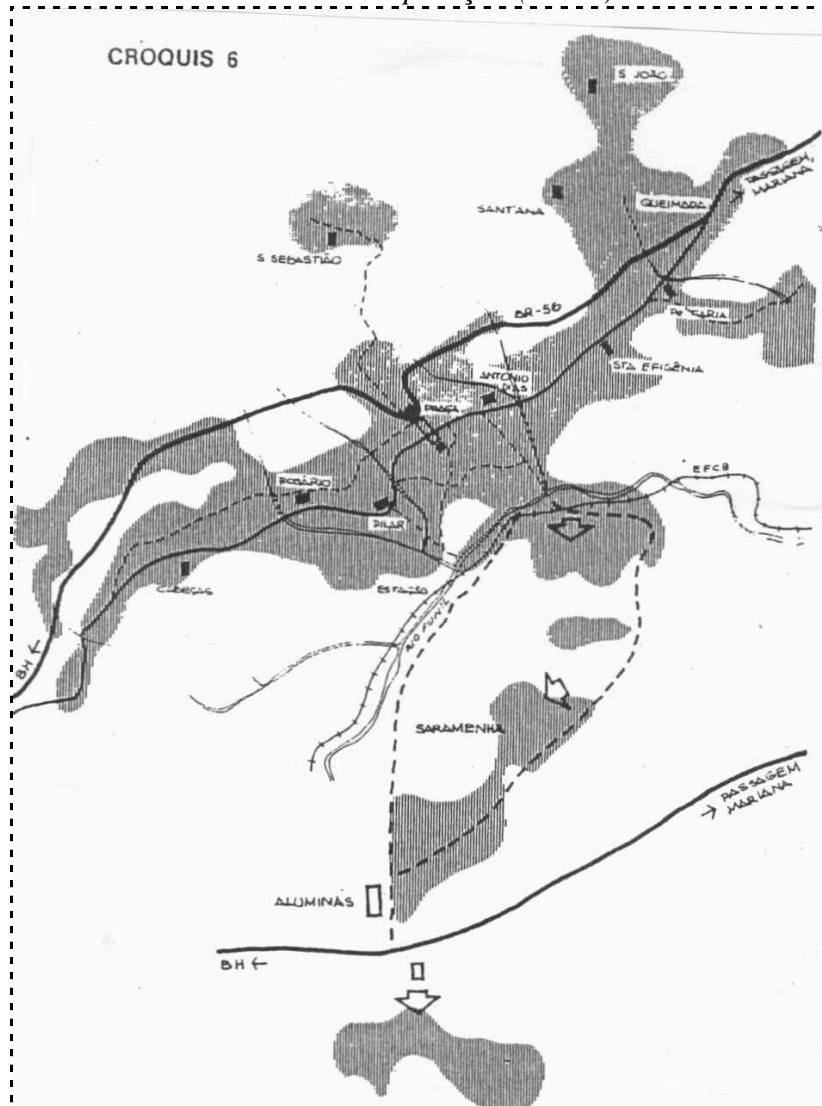 CROQUIS 6
S JOÃO
PASSAGEM,
MARIANA
SANT'ANA
QUEIMADA
S SEBASTIÃO
BR-56
Pe FARIA
STA EFIGÊNIA
ANTONIO
DIAS
PRAÇA
EFCB
ROSÁRIO
PILAR
CABEÇAS
ESTAÇÃO
RIO FUNIL
BH
SARAMENHA
PASSAGEM
MARIANA
ALUMINAS
BH